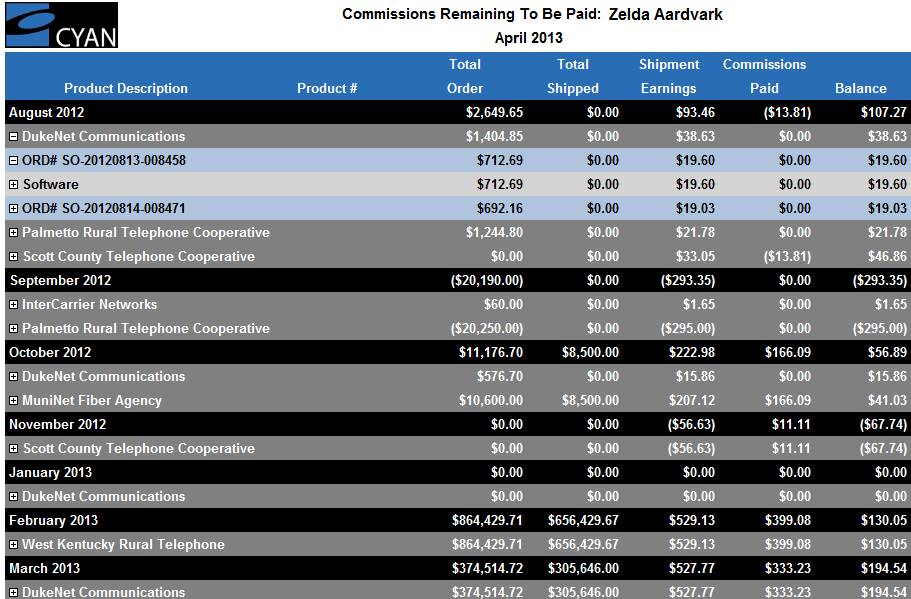 CYAN
Commissions Remaining To Be Paid: Zelda Aardvark
April 2013
Total Total Shipment Commissions
Product Description Product # Order Shipped Earnings Paid Balance
August 2012 $2,649.65 $0.00 $93.46 ($13.81) $107.27
DukeNet Communications $1,404.85 $0.00 $38.63 $0.00 $38.63
ORD# SO-20120813-008458 $712.69 $0.00 $19.60 $0.00 $19.60
Software $712.69 $0.00 $19.60 $0.00 $19.60
ORD# SO-20120814-008471 $692.16 $0.00 $19.03 $0.00 $19.03
Palmetto Rural Telephone Cooperative $1,244.80 $0.00 $21.78 $0.00 $21.78
Scott County Telephone Cooperative $0.00 $0.00 $33.05 ($13.81) $46.86
September 2012 ($20,190.00) $0.00 ($293.35) $0.00 ($293.35)
InterCarrier Networks $60.00 $0.00 $1.65 $0.00 $1.65
Palmetto Rural Telephone Cooperative ($20,250.00) $0.00 ($295.00) $0.00 ($295.00)
October 2012 $11,176.70 $8,500.00 $222.98 $166.09 $56.89
DukeNet Communications $576.70 $0.00 $15.86 $0.00 $15.86
MuniNet Fiber Agency $10,600.00 $8,500.00 $207.12 $166.09 $41.03
November 2012 $0.00 $0.00 ($56.63) $11.11 ($67.74)
Scott County Telephone Cooperative $0.00 $0.00 ($56.63) $11.11 ($67.74)
January 2013 $0.00 $0.00 $0.00 $0.00 $0.00
DukeNet Communications $0.00 $0.00 $0.00 $0.00 $0.00
February 2013 $864,429.71 $656,429.67 $529.13 $399.08 $130.05
West Kentucky Rural Telephone $864,429.71 $656,429.67 $529.13 $399.08 $130.05
March 2013 $374,514.72 $305,646.00 $527.77 $333.23 $194.54
DukeNet Communications $374,514.72 $305,646.00 $527.77 $333.23 $194.54